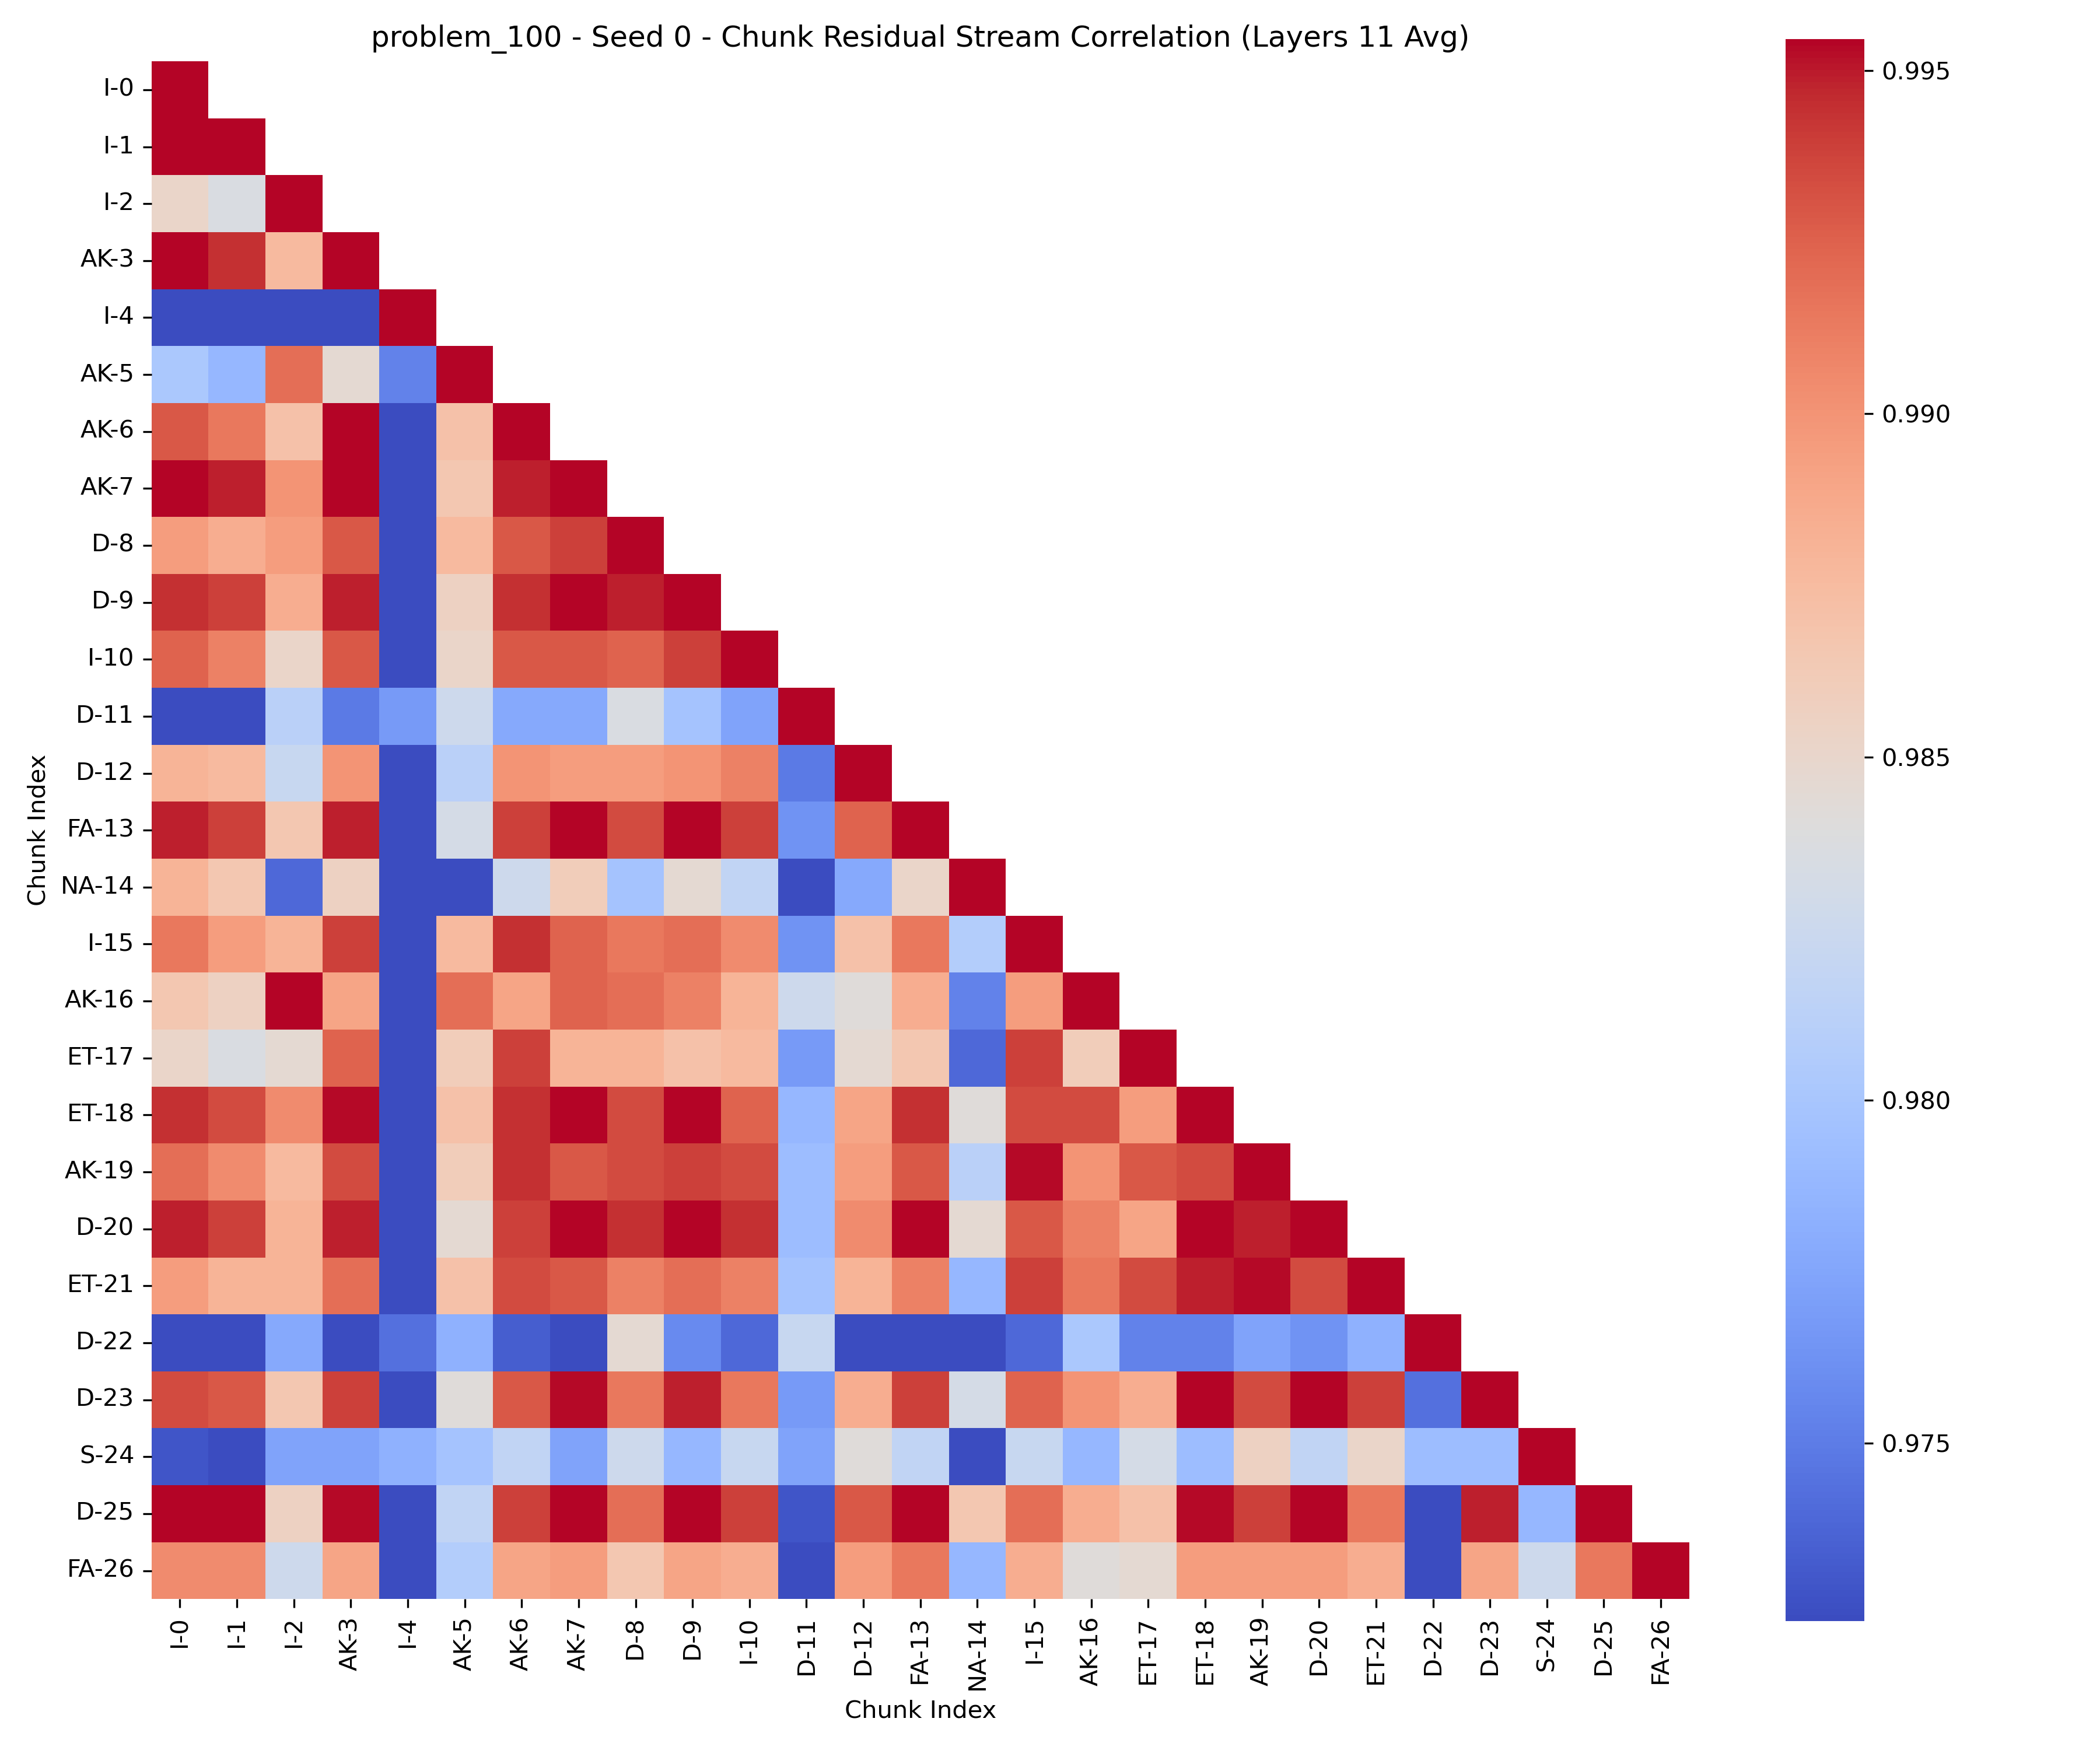 problem_100 - Seed 0 - Chunk Residual Stream Correlation (Layers 11 Avg)
Chunk Index
I-0
I-1
I-2
AK-3
I-4
AK-5
AK-6
AK-7
D-8
D-9
I-10
D-11
D-12
FA-13
NA-14
I-15
AK-16
ET-17
ET-18
AK-19
D-20
ET-21
D-22
D-23
S-24
D-25
FA-26
I-0 I-1 I-2 AK-3 I-4 AK-5 AK-6 AK-7 D-8 D-9 I-10 D-11 D-12 FA-13 NA-14 I-15 AK-16 ET-17 ET-18 AK-19 D-20 ET-21 D-22 D-23 S-24 D-25 FA-26
Chunk Index
0.995
0.990
0.985
0.980
0.975